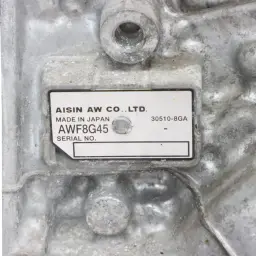 AISIN AW CO.,LTD.
MADE IN JAPAN 30510-8GA
AWF8G45 -
SERIAL NO.